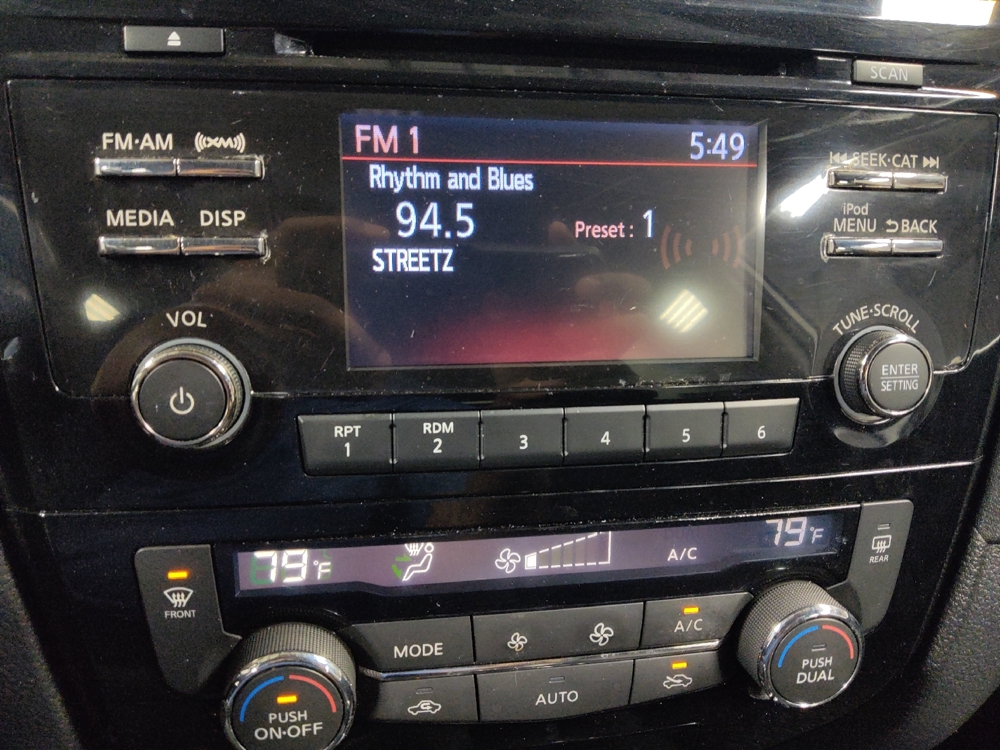 SCAN
FM·AM
((XM))
MEDIA DISP
VOL
FM 1 5:49
Rhythm and Blues
94.5
Preset : 1
STREETZ
SEEK·CAT
iPod
MENU BACK
TUNE·SCROLL
ENTER
SETTING
RPT
1
RDM
2
3
4
5
6
79°F
A/C
79°F
FRONT
REAR
MODE
A/C
AUTO
PUSH
ON·OFF
PUSH
DUAL